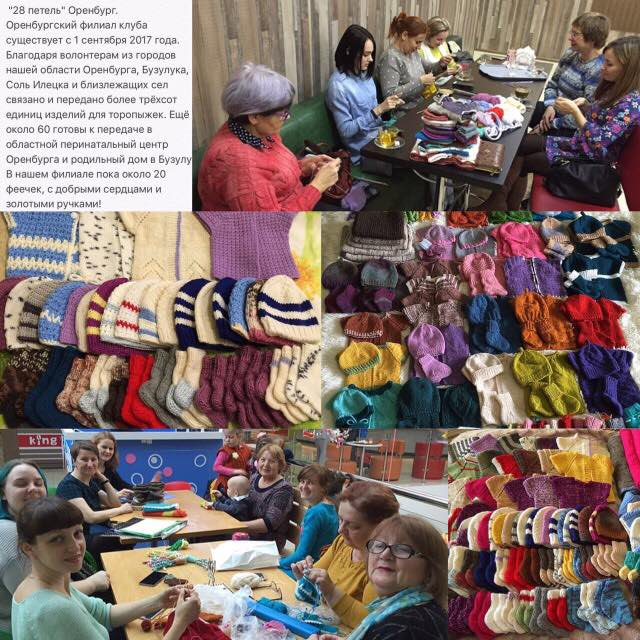 "28 петель" Оренбург.
Оренбургский филиал клуба
существует с 1 сентября 2017 года.
Благодаря волонтерам из городов
нашей области Оренбурга, Бузулука,
Соль Илецка и близлежащих сел
связано и передано более трёхсот
единиц изделий для торопыжек. Ещё
около 60 готовы к передаче в
областной перинатальный центр
Оренбурга и родильный дом в Бузулу
В нашем филиале пока около 20
феечек, с добрыми сердцами и
золотыми ручками!
king